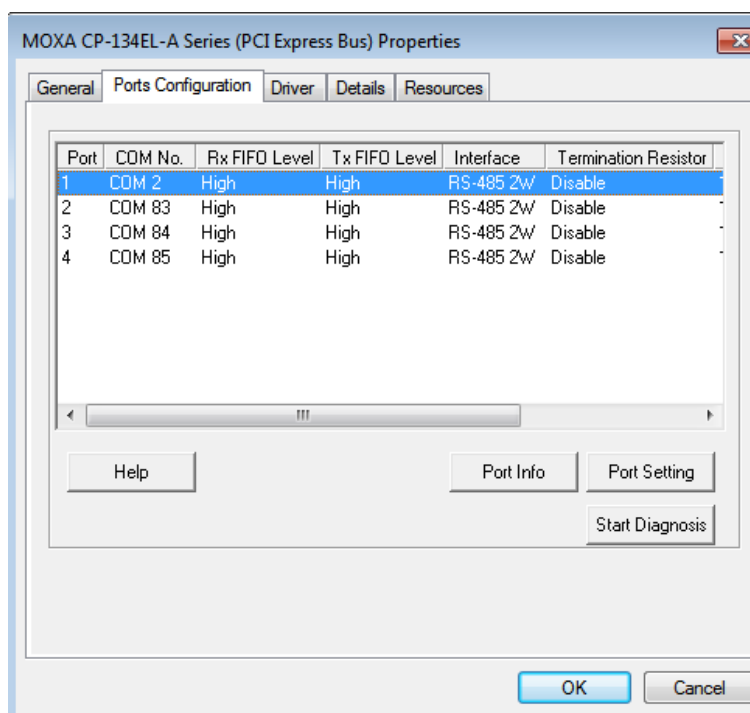 MOXA CP-134EL-A Series (PCI Express Bus) Properties
General Ports Configuration Driver Details Resources
Port COM No. Rx FIFO Level Tx FIFO Level Interface Termination Resistor
1 COM 2 High High RS-485 2W Disable
2 COM 83 High High RS-485 2W Disable
3 COM 84 High High RS-485 2W Disable
4 COM 85 High High RS-485 2W Disable
Help Port Info Port Setting
Start Diagnosis
OK Cancel